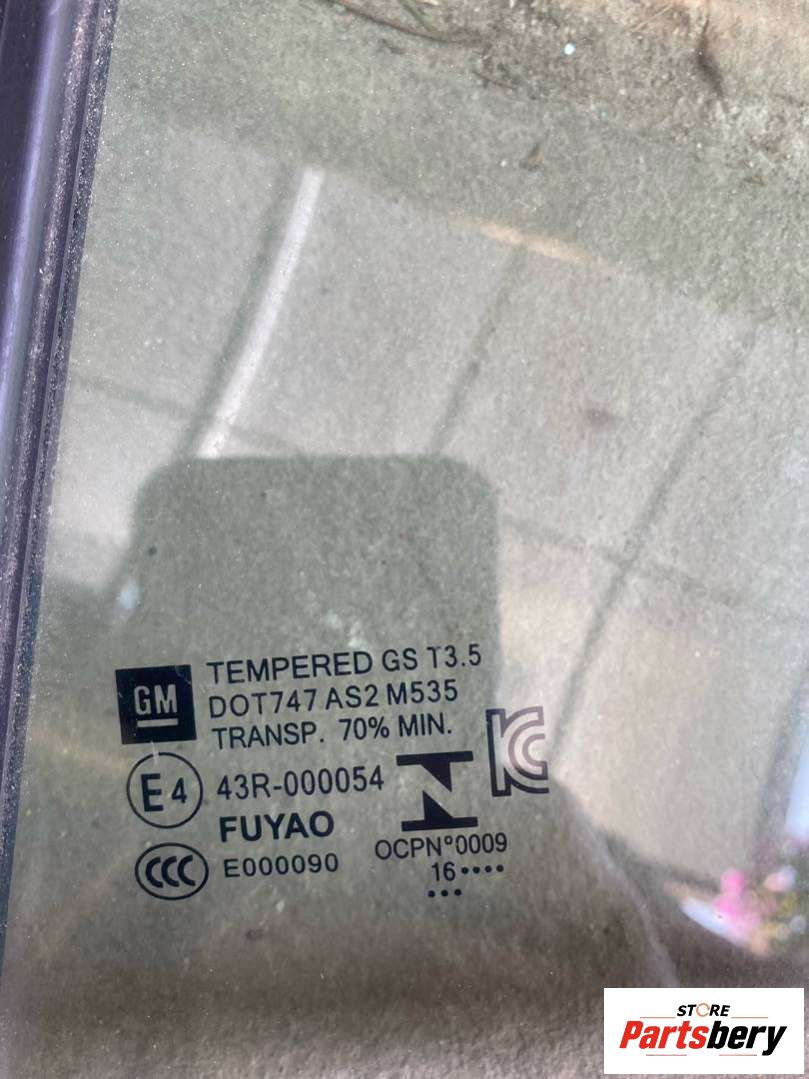 GM
TEMPERED GS T3.5
DOT747 AS2 M535
TRANSP. 70% MIN.
E4 43R-000054
FUYAO
CCC E000090
OCPN°0009
16••••
•••
STORE
Partsbery